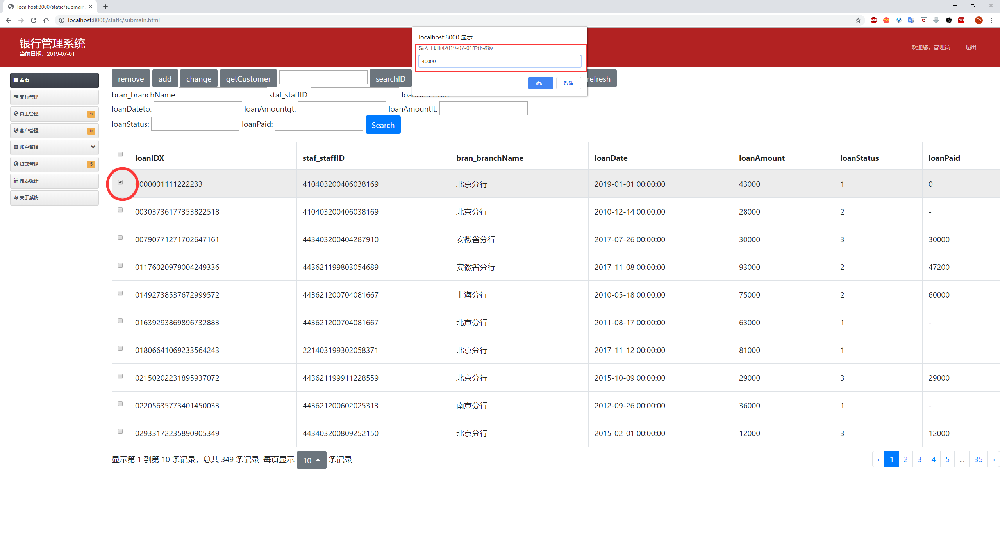 localhost:8000/static/submain
localhost:8000/static/submain.html
ABP
CORS
Qy
银行管理系统
当前日期：2019-07-01
欢迎您，管理员 退出
localhost:8000 显示
输入于时间2019-07-01的还款额
40000
确定 取消
首页
支行管理
员工管理 5
客户管理 5
账户管理
贷款管理 5
图表统计
关于系统
remove add change getCustomer searchID refresh
bran_branchName: staf_staffID: loanDatefrom:
loanDateto: loanAmountgt: loanAmountlt:
loanStatus: loanPaid: Search
loanIDX staf_staffID bran_branchName loanDate loanAmount loanStatus loanPaid
0000001111222233 410403200406038169 北京分行 2019-01-01 00:00:00 43000 1 0
00303736177353822518 410403200406038169 北京分行 2010-12-14 00:00:00 28000 2 -
00790771271702647161 443403200404287910 安徽省分行 2017-07-26 00:00:00 30000 3 30000
01176020979004249336 443621199803054689 安徽省分行 2017-11-08 00:00:00 93000 2 47200
01492738537672999572 443621200704081667 上海分行 2010-05-18 00:00:00 75000 2 60000
01639293869896732883 443621200704081667 北京分行 2011-08-17 00:00:00 63000 1 -
01806641069233564243 221403199302058371 北京分行 2017-11-12 00:00:00 81000 1 -
02150202231895937072 443621199911228559 北京分行 2015-10-09 00:00:00 29000 3 29000
02205635773401450033 443621200602025313 南京分行 2012-09-26 00:00:00 36000 1 -
02933172235890905349 443403200809252150 北京分行 2015-02-01 00:00:00 12000 3 12000
显示第 1 到第 10 条记录，总共 349 条记录 每页显示 10 条记录
‹ 1 2 3 4 5 ... 35 ›